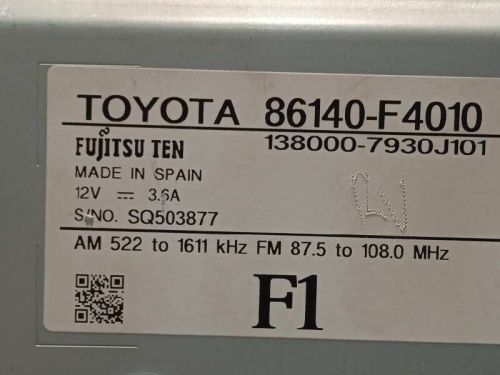 TOYOTA 86140-F4010
FUJITSU TEN 138000-7930J101
MADE IN SPAIN
12V ⎓ 3.6A
S/NO. SQ503877
AM 522 to 1611 kHz FM 87.5 to 108.0 MHz
F1